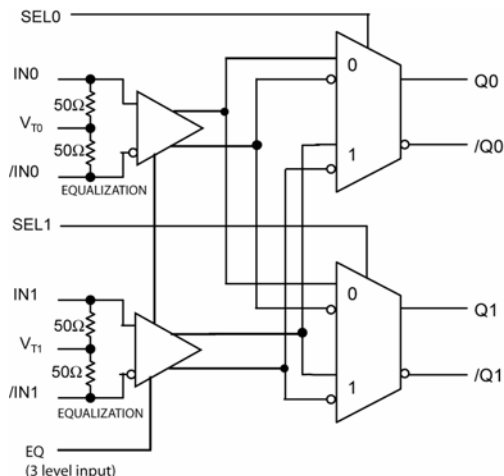 SEL0
IN0
50Ω
VT0
50Ω
/IN0
EQUALIZATION
0
1
Q0
/Q0
SEL1
IN1
50Ω
VT1
50Ω
/IN1
EQUALIZATION
0
1
Q1
/Q1
EQ
(3 level input)